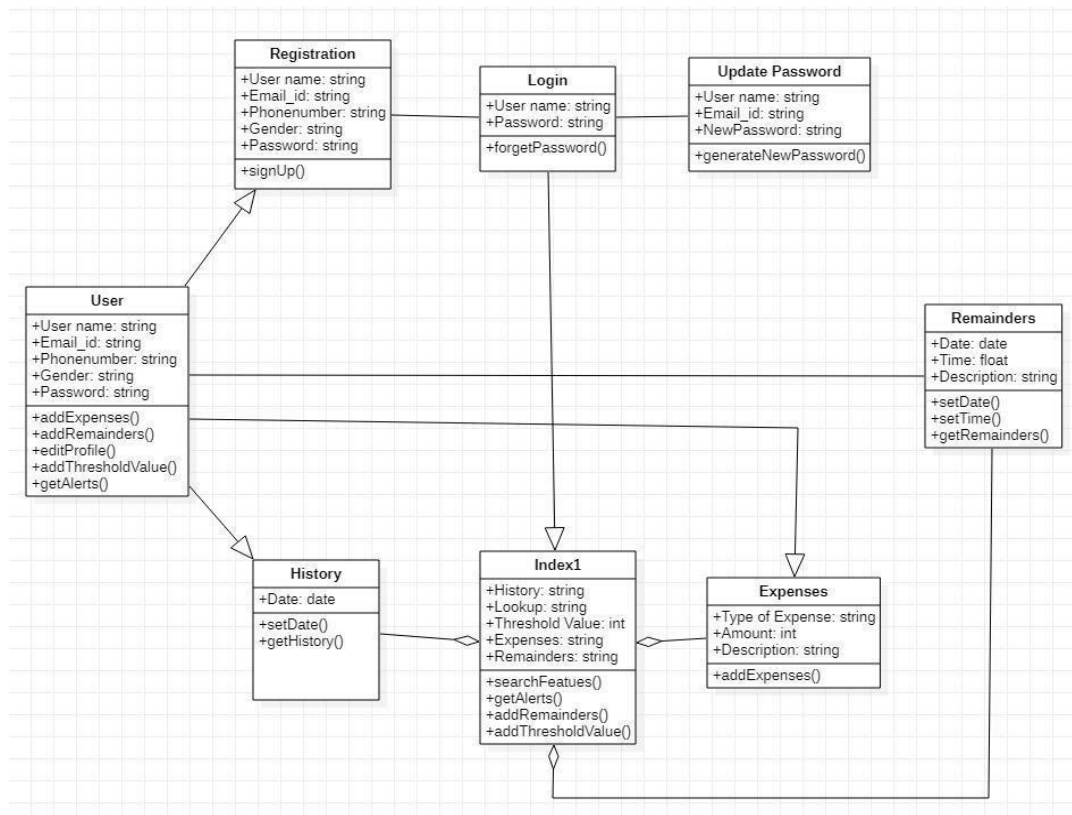 Registration
+User name: string
+Email_id: string
+Phonenumber: string
+Gender: string
+Password: string
+signUp()
Login
+User name: string
+Password: string
+forgetPassword()
Update Password
+User name: string
+Email_id: string
+NewPassword: string
+generateNewPassword()
User
+User name: string
+Email_id: string
+Phonenumber: string
+Gender: string
+Password: string
+addExpenses()
+addRemainders()
+editProfile()
+addThresholdValue()
+getAlerts()
Remainders
+Date: date
+Time: float
+Description: string
+setDate()
+setTime()
+getRemainders()
History
+Date: date
+setDate()
+getHistory()
Index1
+History: string
+Lookup: string
+Threshold Value: int
+Expenses: string
+Remainders: string
+searchFeatues()
+getAlerts()
+addRemainders()
+addThresholdValue()
Expenses
+Type of Expense: string
+Amount: int
+Description: string
+addExpenses()